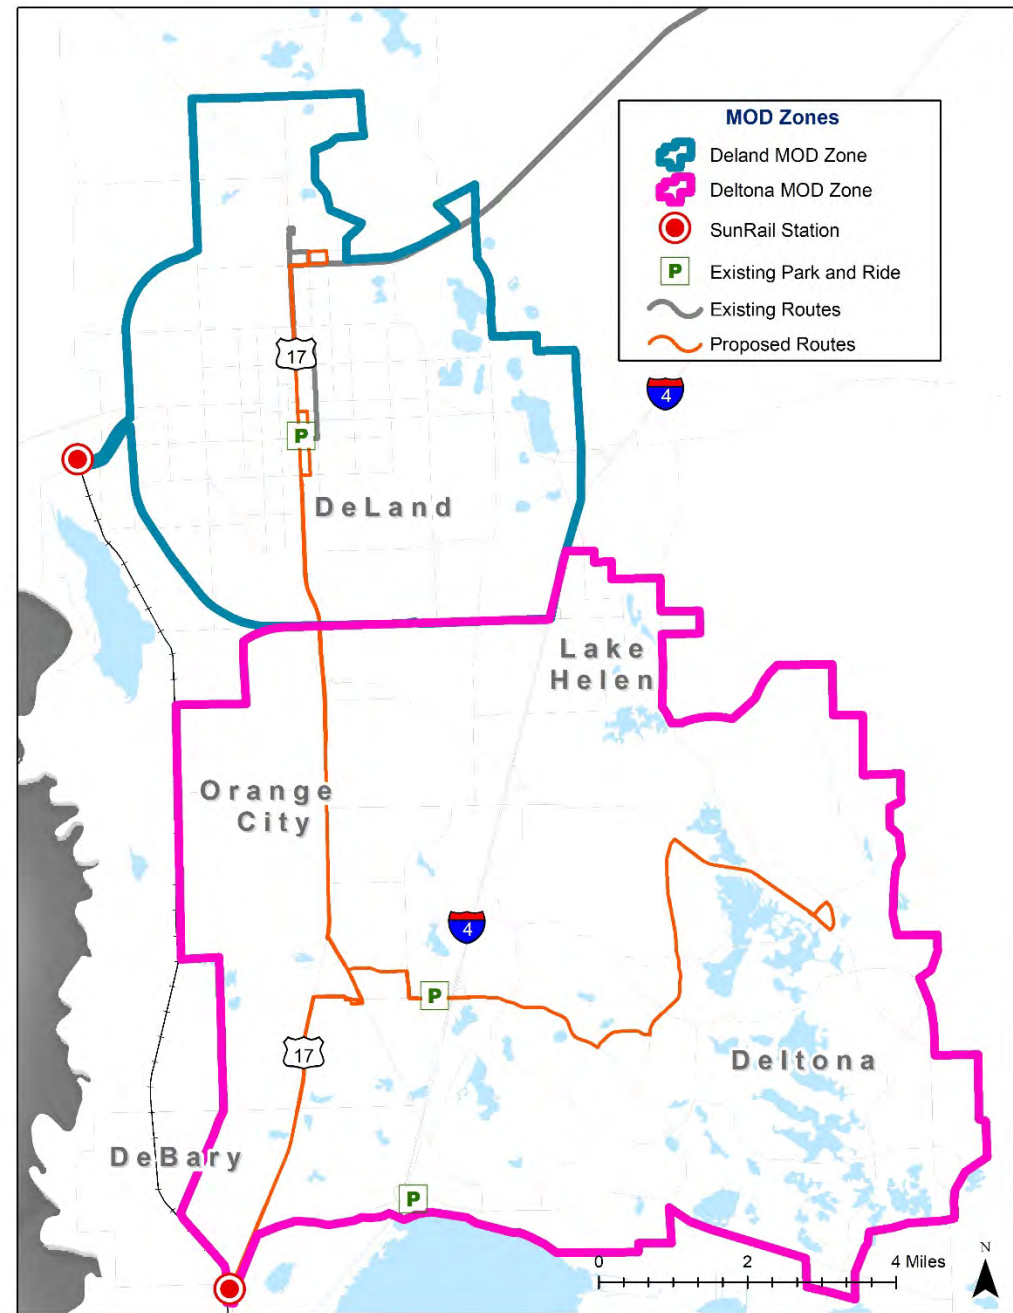 MOD Zones
Deland MOD Zone
Deltona MOD Zone
SunRail Station
P Existing Park and Ride
Existing Routes
Proposed Routes
17
4
P
DeLand
Lake
Helen
Orange
City
4
P
17
Deltona
DeBary
P
0 2 4 Miles
N